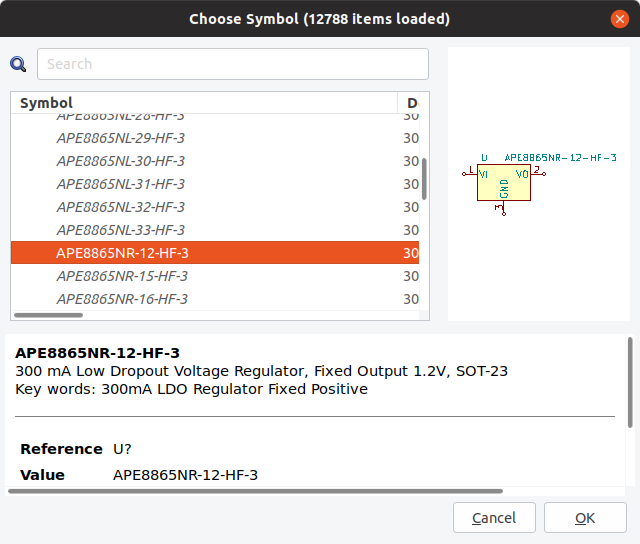 Choose Symbol (12788 items loaded)
Search
Symbol D
APE8865NL-28-HF-3 30
APE8865NL-29-HF-3 30
APE8865NL-30-HF-3 30
APE8865NL-31-HF-3 30
APE8865NL-32-HF-3 30
APE8865NL-33-HF-3 30
APE8865NR-12-HF-3 30
APE8865NR-15-HF-3 30
APE8865NR-16-HF-3 30
U APE8865NR-12-HF-3
1 VI VO 2
GND
3
APE8865NR-12-HF-3
300 mA Low Dropout Voltage Regulator, Fixed Output 1.2V, SOT-23
Key words: 300mA LDO Regulator Fixed Positive
Reference U?
Value APE8865NR-12-HF-3
Cancel OK